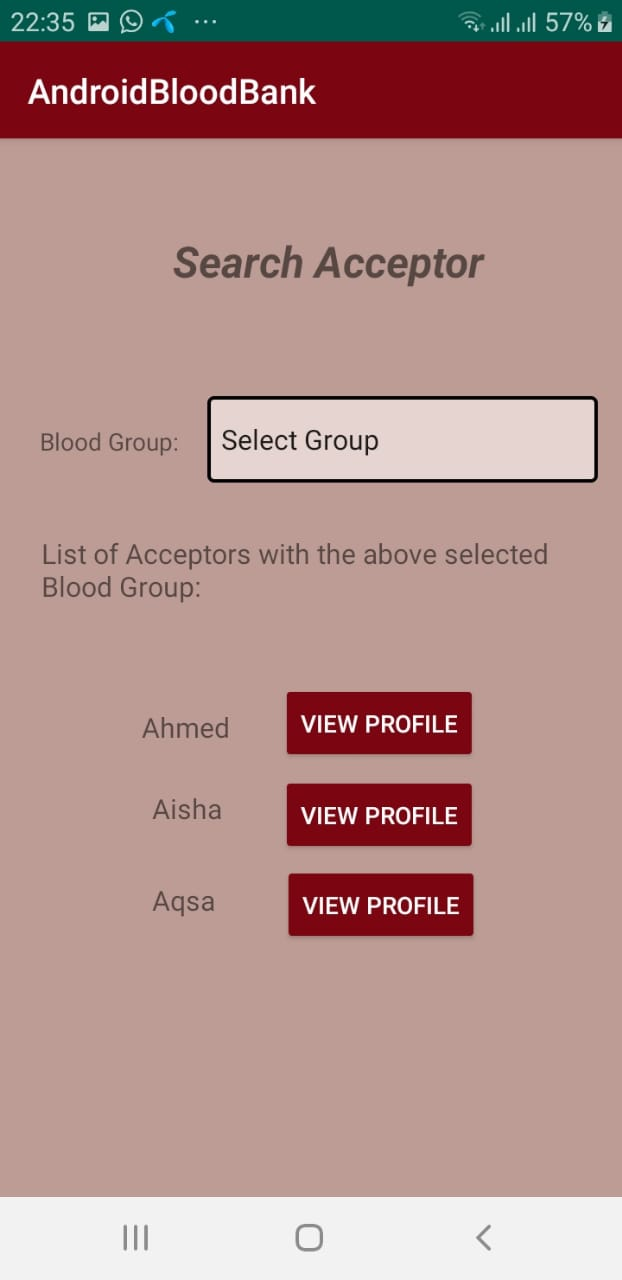 22:35 ... 57%
AndroidBloodBank
Search Acceptor
Blood Group: Select Group
List of Acceptors with the above selected
Blood Group:
Ahmed VIEW PROFILE
Aisha VIEW PROFILE
Aqsa VIEW PROFILE